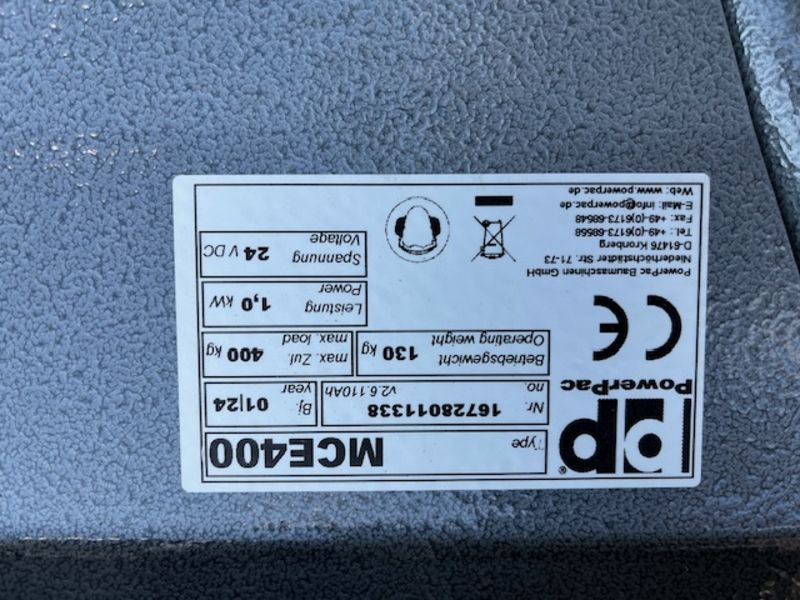 pp®
PowerPac
Type MCE400
Nr. 16728011338
no. v2.6.110Ah
Bj. 01|24
year
Betriebsgewicht 130 kg
Operating weight
max. Zul. 400 kg
max. load
CE
Leistung 1,0 kW
Power
Spannung 24 V DC
Voltage
PowerPac Baumaschinen GmbH
Niederhöchstädter Str. 71-73
D-61476 Kronberg
Tel.: +49-(0)6173-68568
Fax: +49-(0)6173-68548
E-Mail: info@powerpac.de
Web: www.powerpac.de